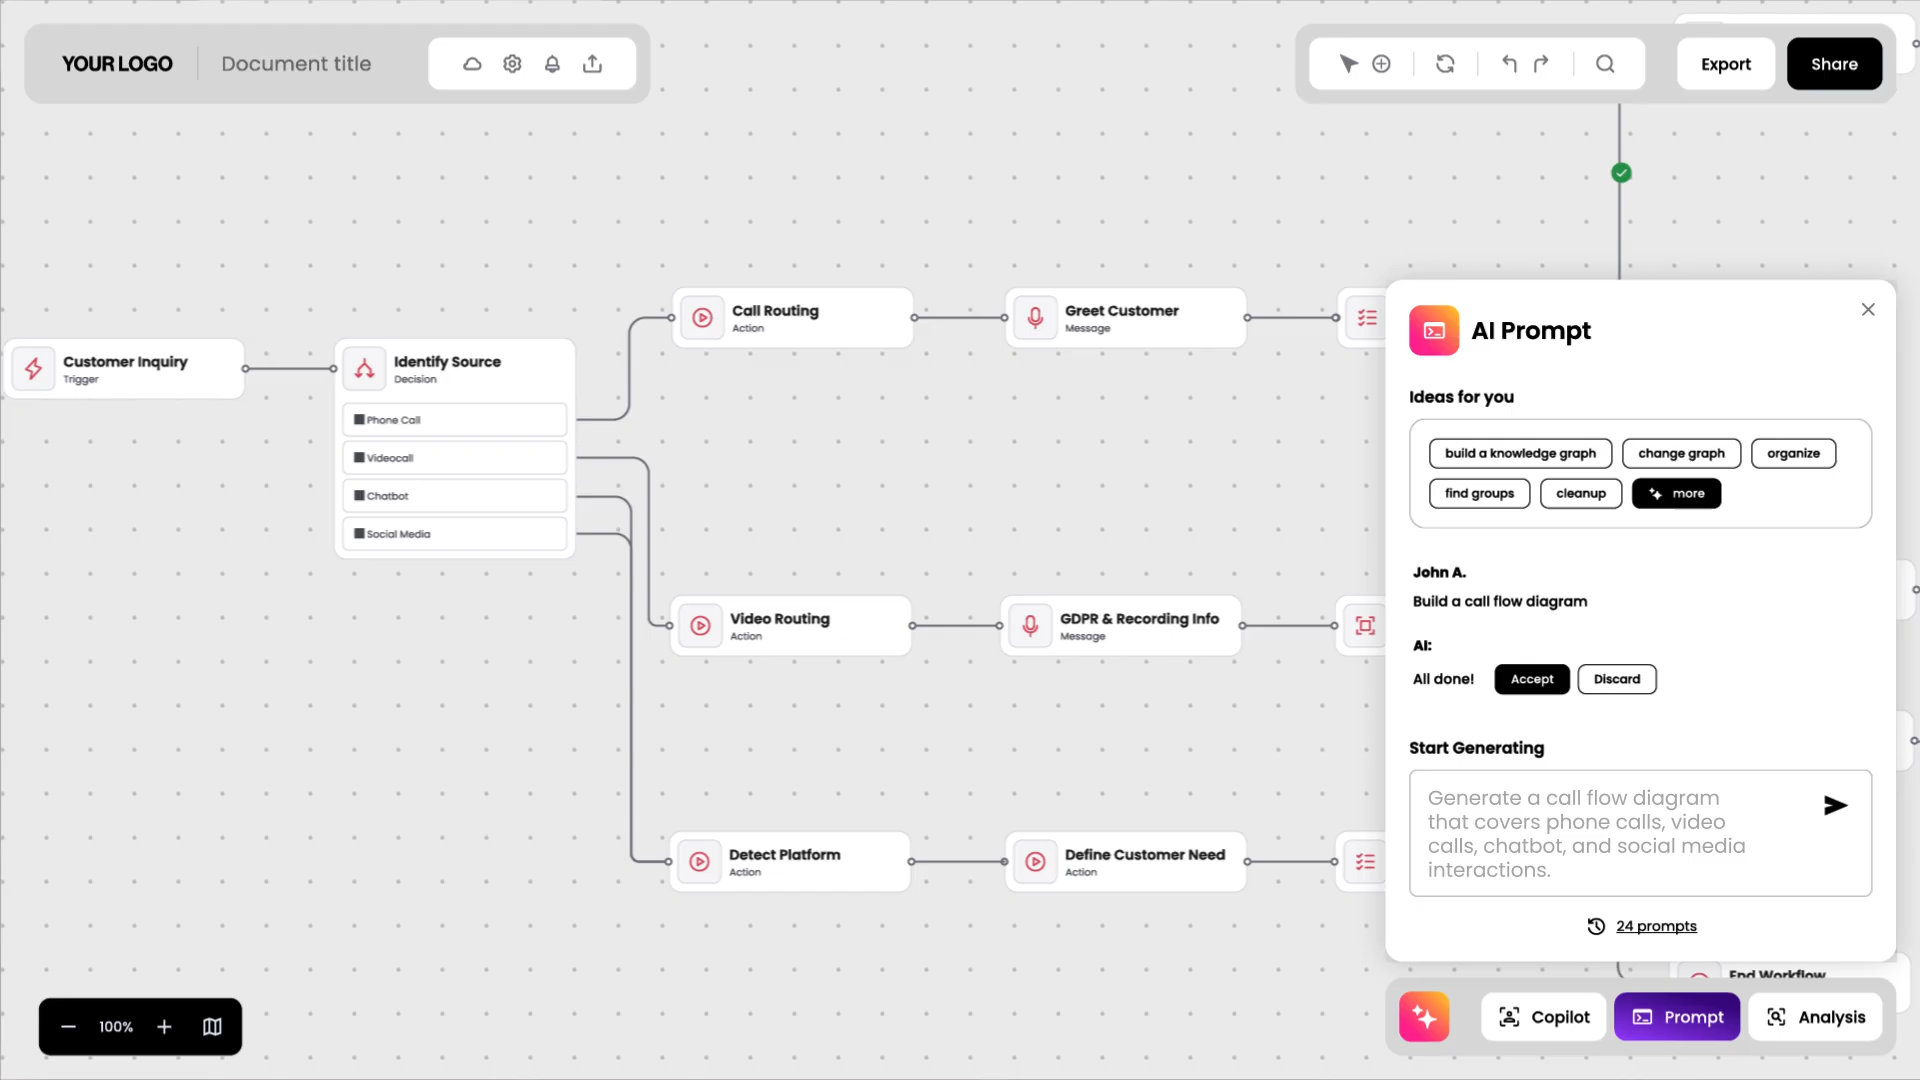 YOUR LOGO
Document title
Export
Share
Customer Inquiry
Trigger
Identify Source
Decision
Phone Call
Videocall
Chatbot
Social Media
Call Routing
Action
Greet Customer
Message
Video Routing
Action
GDPR & Recording Info
Message
Detect Platform
Action
Define Customer Need
Action
AI Prompt
Ideas for you
build a knowledge graph
change graph
organize
find groups
cleanup
more
John A.
Build a call flow diagram
AI:
All done!
Accept
Discard
Start Generating
Generate a call flow diagram
that covers phone calls, video
calls, chatbot, and social media
interactions.
24 prompts
End Workflow
100%
Copilot
Prompt
Analysis